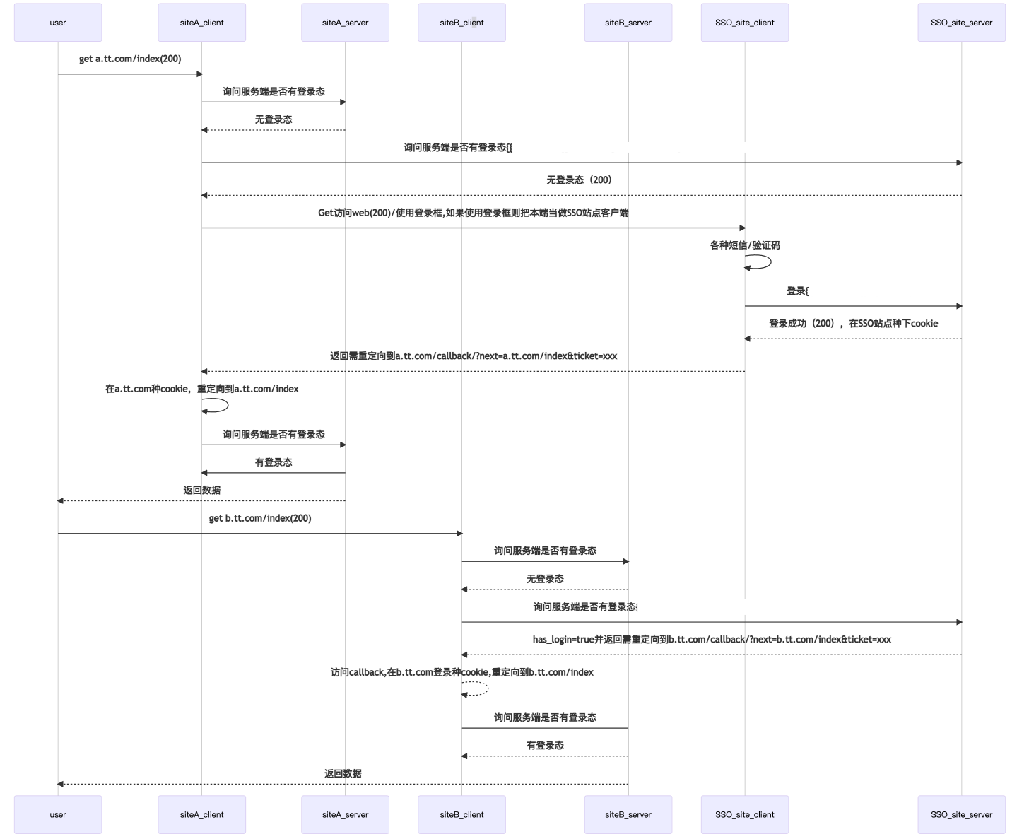 user
siteA_client
siteA_server
siteB_client
siteB_server
SSO_site_client
SSO_site_server
get a.tt.com/index(200)
询问服务端是否有登录态
无登录态
询问服务端是否有登录态[]
无登录态（200）
Get访问web(200)/使用登录框,如果使用登录框则把本端当做SSO站点客户端
各种短信/验证码
登录[
登录成功（200），在SSO站点种下cookie
返回需重定向到a.tt.com/callback/?next=a.tt.com/index&ticket=xxx
在a.tt.com种cookie，重定向到a.tt.com/index
询问服务端是否有登录态
有登录态
返回数据
get b.tt.com/index(200)
询问服务端是否有登录态
无登录态
询问服务端是否有登录态
has_login=true并返回需重定向到b.tt.com/callback/?next=b.tt.com/index&ticket=xxx
访问callback,在b.tt.com登录种cookie,重定向到b.tt.com/index
询问服务端是否有登录态
有登录态
返回数据
user
siteA_client
siteA_server
siteB_client
siteB_server
SSO_site_client
SSO_site_server